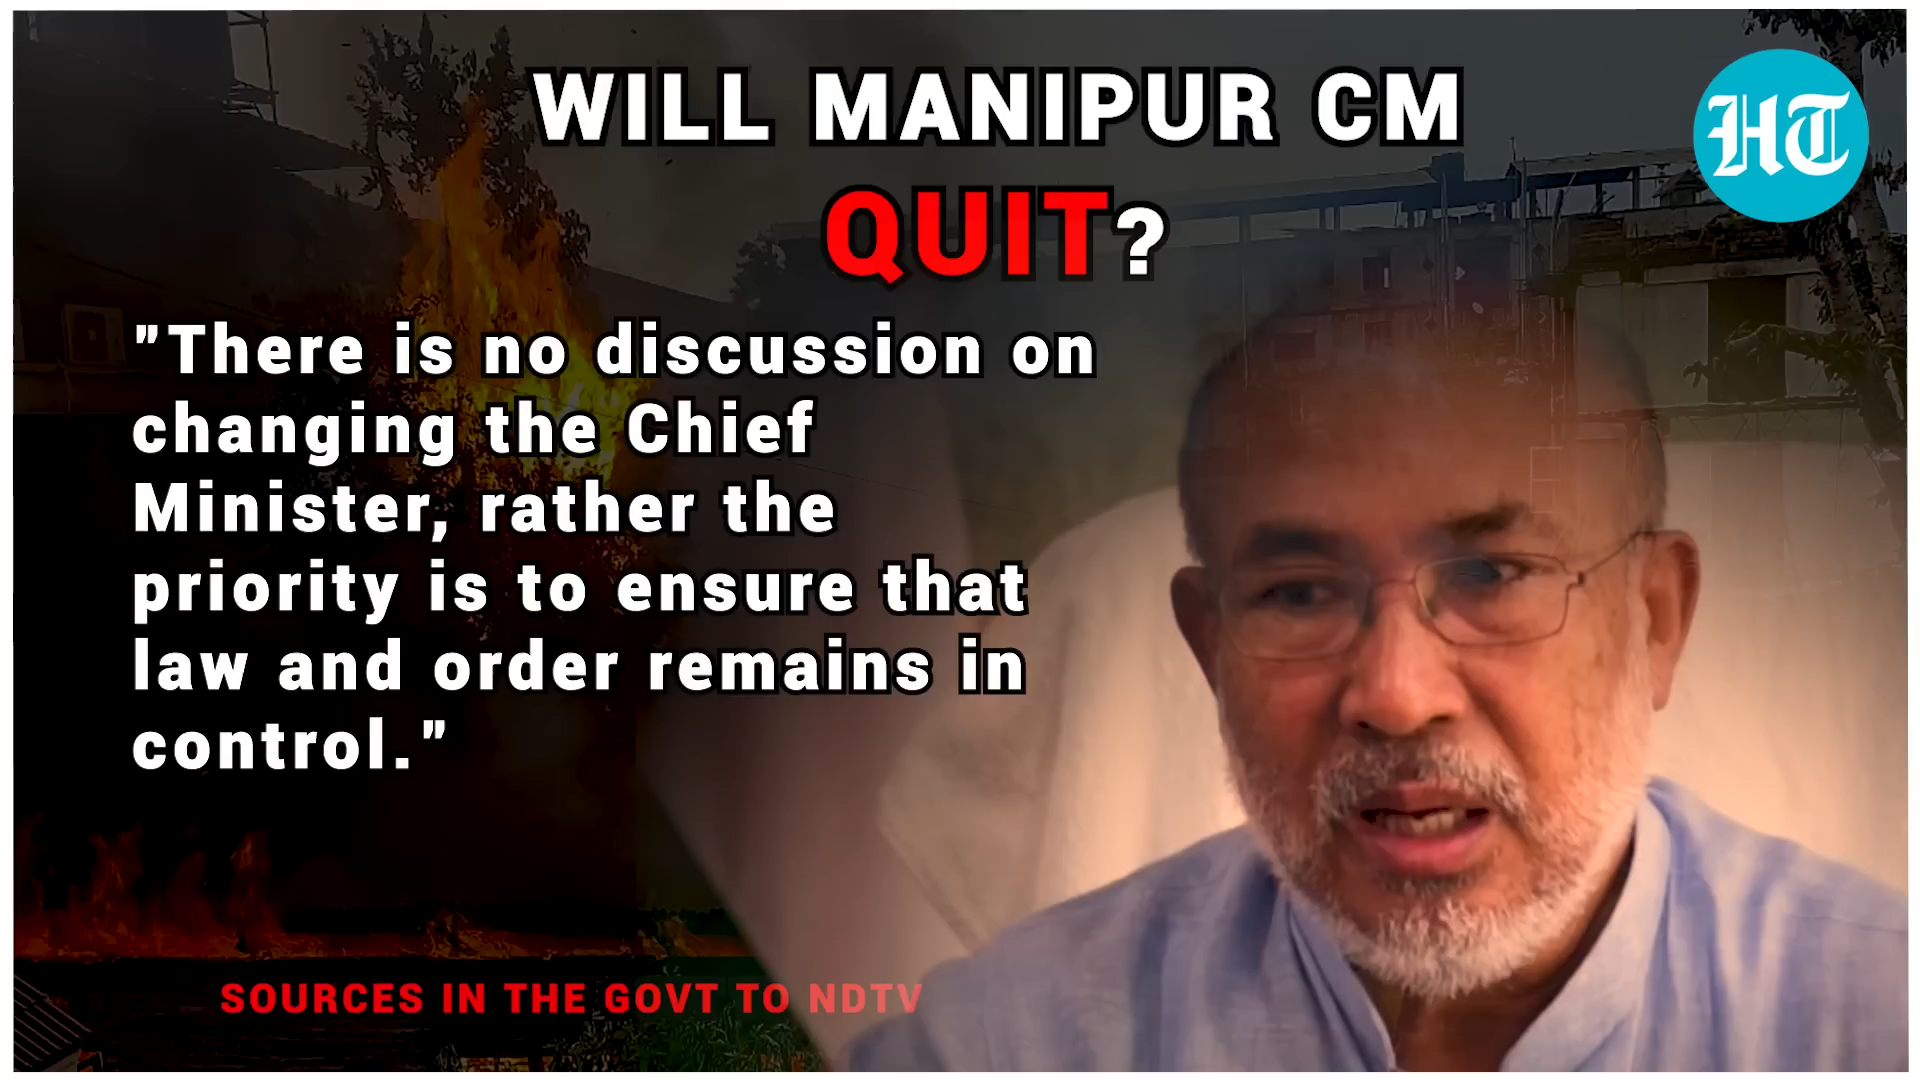 WILL MANIPUR CM
QUIT?
HT
"There is no discussion on
changing the Chief
Minister, rather the
priority is to ensure that
law and order remains in
control."
SOURCES IN THE GOVT TO NDTV